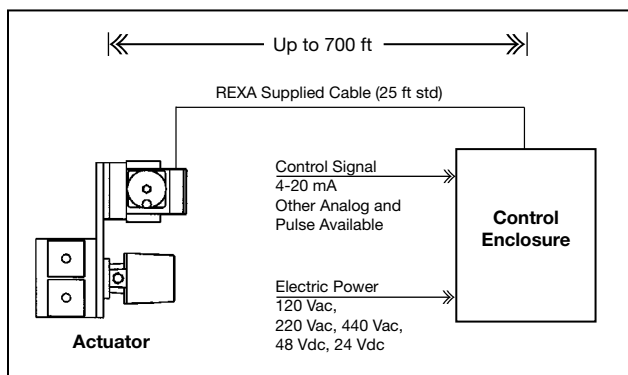 Up to 700 ft
REXA Supplied Cable (25 ft std)
Control Signal
4-20 mA
Other Analog and
Pulse Available
Control
Enclosure
Electric Power
120 Vac,
220 Vac, 440 Vac,
48 Vdc, 24 Vdc
Actuator